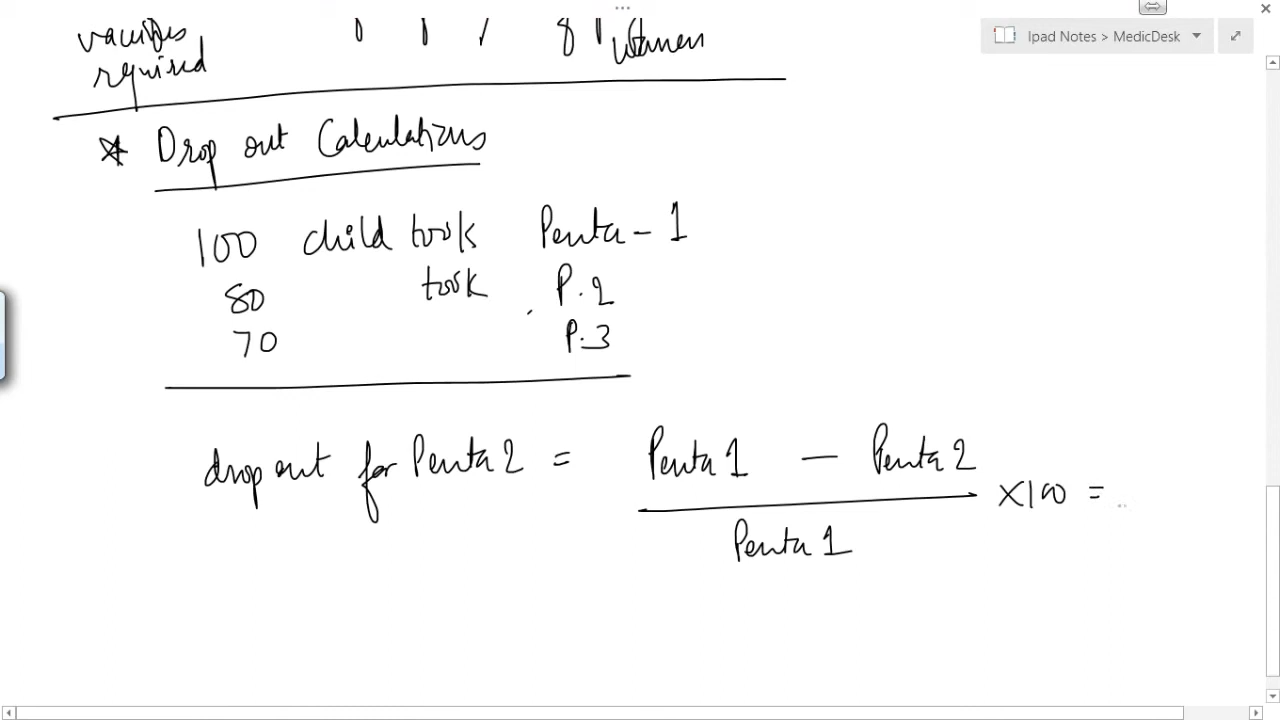 Ipad Notes > MedicDesk
vaccines
required
women
* Drop out Calculations
100 child took Penta - 1
80 took P.2
70 P.3
drop out for Penta 2 = Penta 1 — Penta 2
×100 =
Penta 1